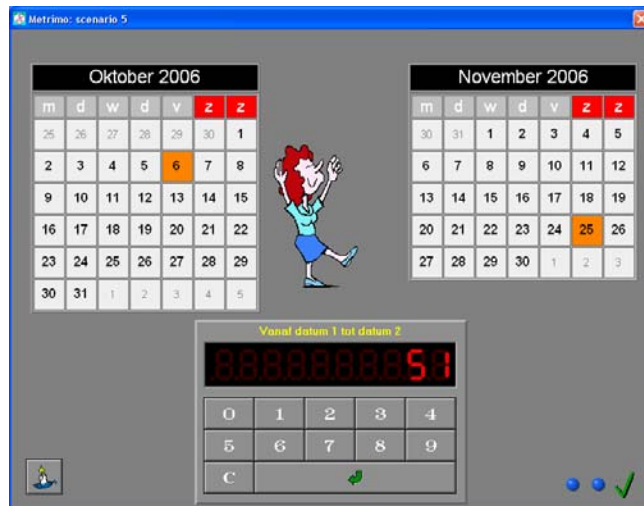 Metrimo: scenario 5
Oktober 2006
m d w d v z z
25 26 27 28 29 30 1
2 3 4 5 6 7 8
9 10 11 12 13 14 15
16 17 18 19 20 21 22
23 24 25 26 27 28 29
30 31 1 2 3 4 5
November 2006
m d w d v z z
30 31 1 2 3 4 5
6 7 8 9 10 11 12
13 14 15 16 17 18 19
20 21 22 23 24 25 26
27 28 29 30 1 2 3
Vanaf datum 1 tot datum 2
51
0 1 2 3 4
5 6 7 8 9
C